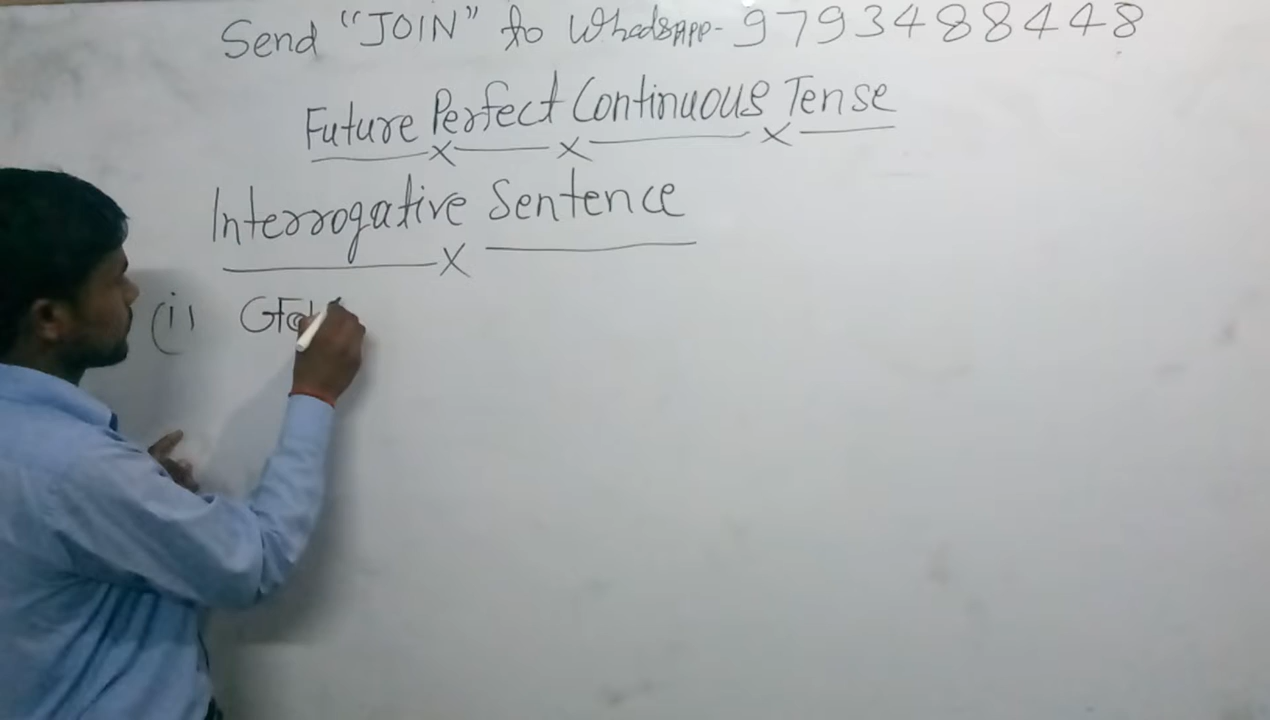 Send "JOIN" to WhatsApp- 9793488448
Future Perfect Continuous Tense
Interrogative Sentence
(i)